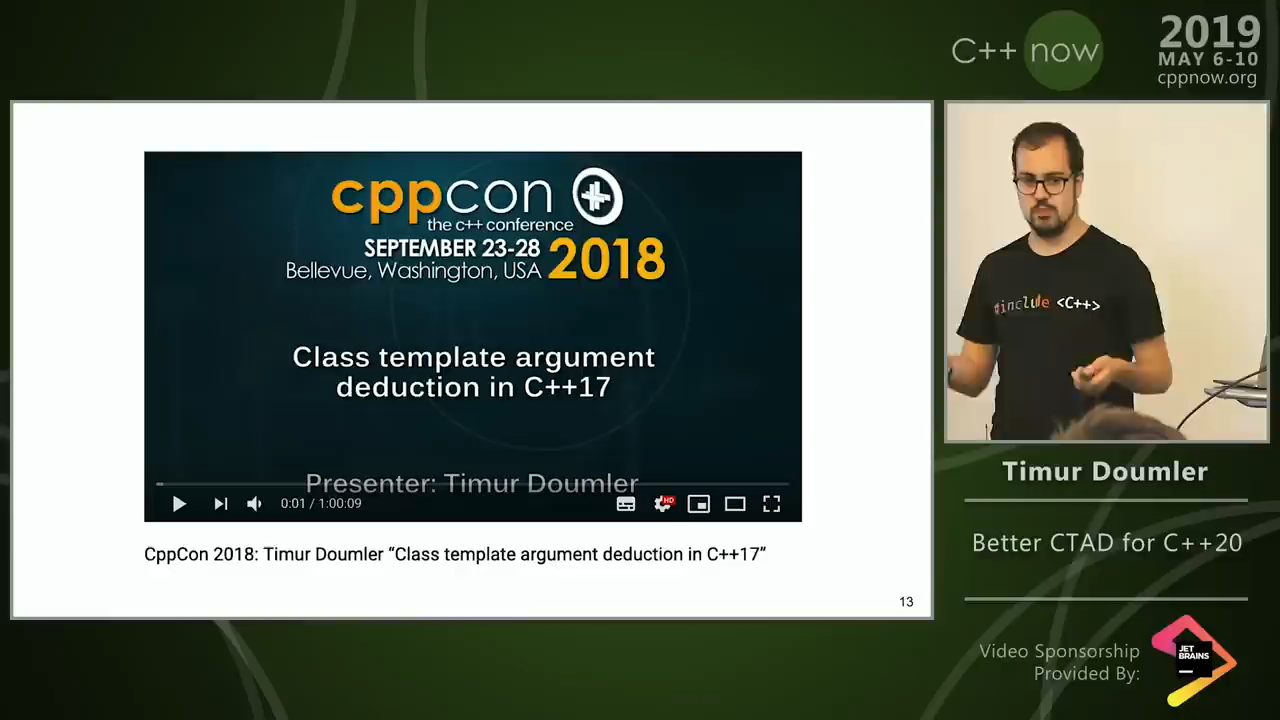 C++ now
2019
MAY 6-10
cppnow.org
cppcon
the c++ conference
SEPTEMBER 23-28
Bellevue, Washington, USA
2018
Class template argument
deduction in C++17
Presenter: Timur Doumler
0:01 / 1:00:09
HD
CppCon 2018: Timur Doumler “Class template argument deduction in C++17”
13
#include <C++>
Timur Doumler
Better CTAD for C++20
Video Sponsorship
Provided By:
JET
BRAINS